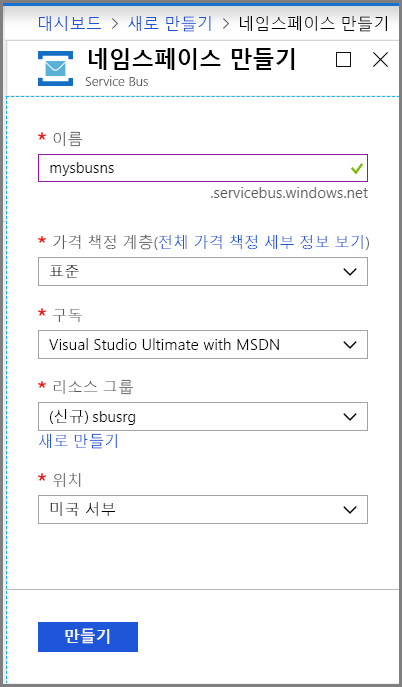 대시보드 > 새로 만들기 > 네임스페이스 만들기
네임스페이스 만들기
Service Bus
* 이름
mysbusns
.servicebus.windows.net
* 가격 책정 계층(전체 가격 책정 세부 정보 보기)
표준
* 구독
Visual Studio Ultimate with MSDN
* 리소스 그룹
(신규) sbusrg
새로 만들기
* 위치
미국 서부
만들기